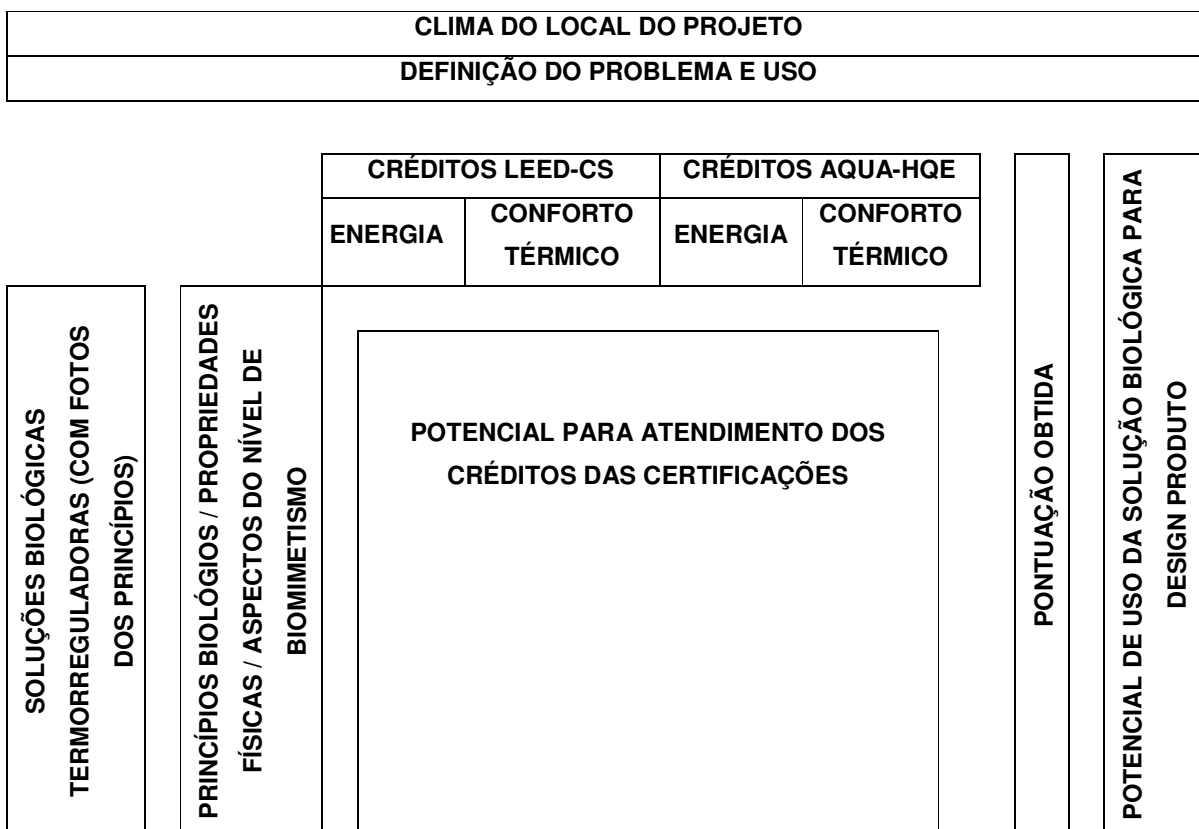 CLIMA DO LOCAL DO PROJETO
DEFINIÇÃO DO PROBLEMA E USO
CRÉDITOS LEED-CS
CRÉDITOS AQUA-HQE
ENERGIA
CONFORTO
TÉRMICO
ENERGIA
CONFORTO
TÉRMICO
SOLUÇÕES BIOLÓGICAS
TERMORREGULADORAS (COM FOTOS
DOS PRINCÍPIOS)
PRINCÍPIOS BIOLÓGIOS / PROPRIEDADES
FÍSICAS / ASPECTOS DO NÍVEL DE
BIOMIMETISMO
POTENCIAL PARA ATENDIMENTO DOS
CRÉDITOS DAS CERTIFICAÇÕES
PONTUAÇÃO OBTIDA
POTENCIAL DE USO DA SOLUÇÃO BIOLÓGICA PARA
DESIGN PRODUTO